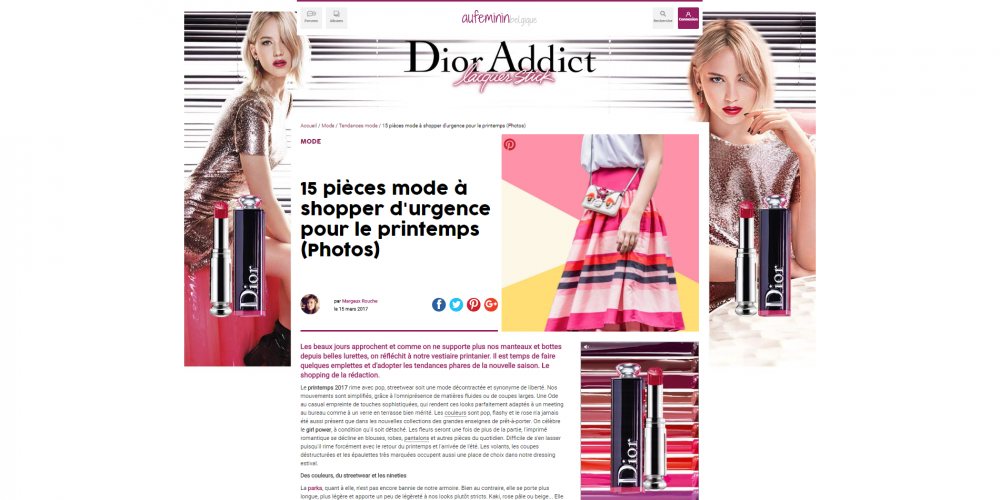 Forums
Albums
aufeminin belgique
Rechercher
Connexion
Dior Addict
lacquer stick
Accueil / Mode / Tendances mode / 15 pièces mode à shopper d'urgence pour le printemps (Photos)
MODE
15 pièces mode à
shopper d'urgence
pour le printemps
(Photos)
par Margaux Rouche
le 15 mars 2017
Dior
Dior
Les beaux jours approchent et comme on ne supporte plus nos manteaux et bottes
depuis belles lurettes, on réfléchit à notre vestiaire printanier. Il est temps de faire
quelques emplettes et d'adopter les tendances phares de la nouvelle saison. Le
shopping de la rédaction.
Le printemps 2017 rime avec pop, streetwear soit une mode décontractée et synonyme de liberté. Nos
mouvements sont simplifiés, grâce à l'omniprésence de matières fluides ou de coupes larges. Une Ode
au casual empreinte de touches sophistiquées, qui rendent ces looks parfaitement adaptés à un meeting
au bureau comme à un verre en terrasse bien mérité. Les couleurs sont pop, flashy et le rose n'a jamais
été aussi présent que dans les nouvelles collections des grandes enseignes de prêt-à-porter. On célèbre
le girl power, à condition qu'il soit détaché. Les fleurs seront une fois de plus de la partie, l'imprimé
romantique se décline en blouses, robes, pantalons et autres pièces du quotidien. Difficile de s'en lasser
puisqu'il rime forcément avec le retour du printemps et l'arrivée de l'été. Les volants, les coupes
déstructurées et les épaulettes très marquées occupent aussi une place de choix dans notre dressing
estival.
Des couleurs, du streetwear et les nineties
La parka, quant à elle, n'est pas encore bannie de notre armoire. Bien au contraire, elle se porte plus
longue, plus légère et apporte un peu de légèreté à nos looks plutôt stricts. Kaki, rose pâle ou beige... Elle
Dior